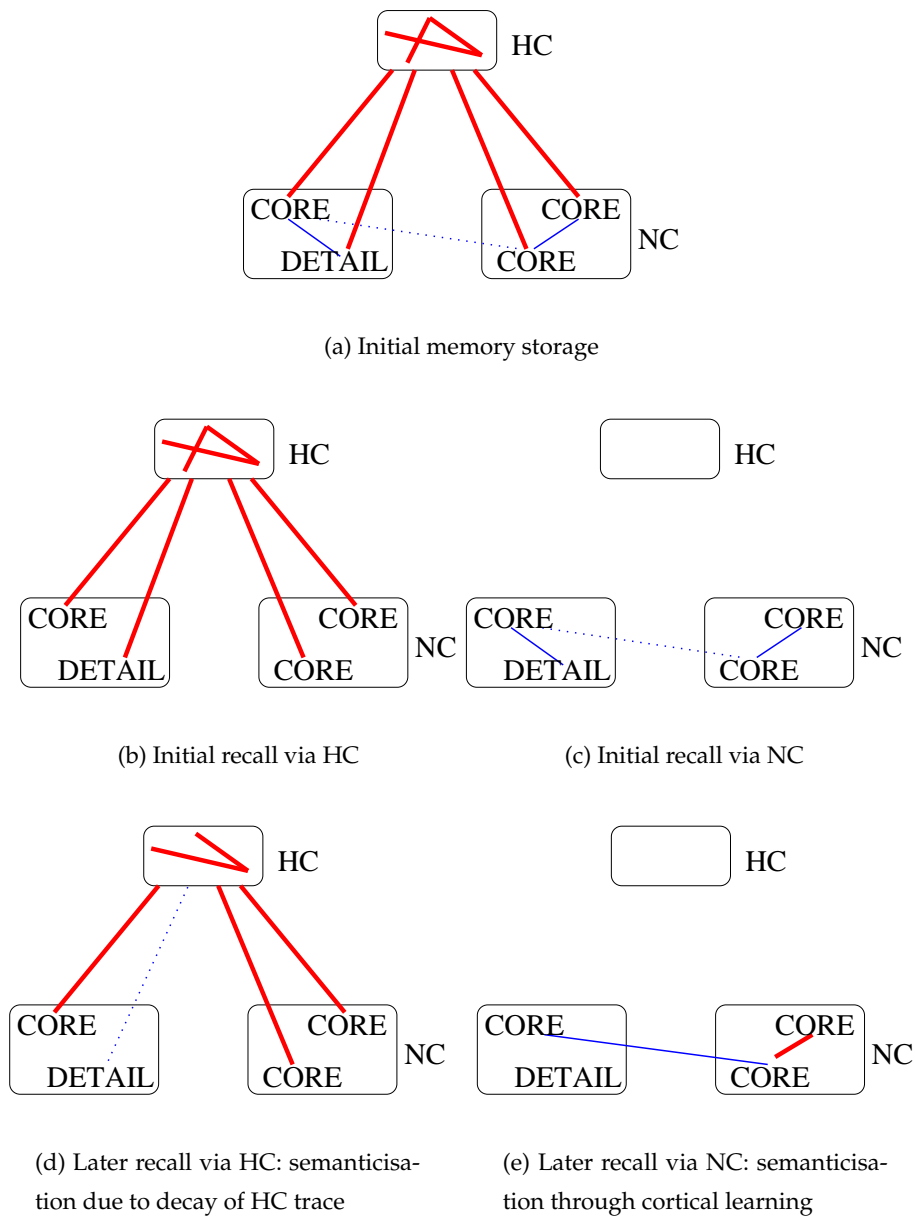 HC
CORE CORE
NC
DETAIL CORE
(a) Initial memory storage
HC HC
CORE CORE CORE CORE
NC NC
DETAIL CORE DETAIL CORE
(b) Initial recall via HC (c) Initial recall via NC
HC HC
CORE CORE CORE CORE
NC NC
DETAIL CORE DETAIL CORE
(d) Later recall via HC: semanticisa-
tion due to decay of HC trace
(e) Later recall via NC: semanticisa-
tion through cortical learning